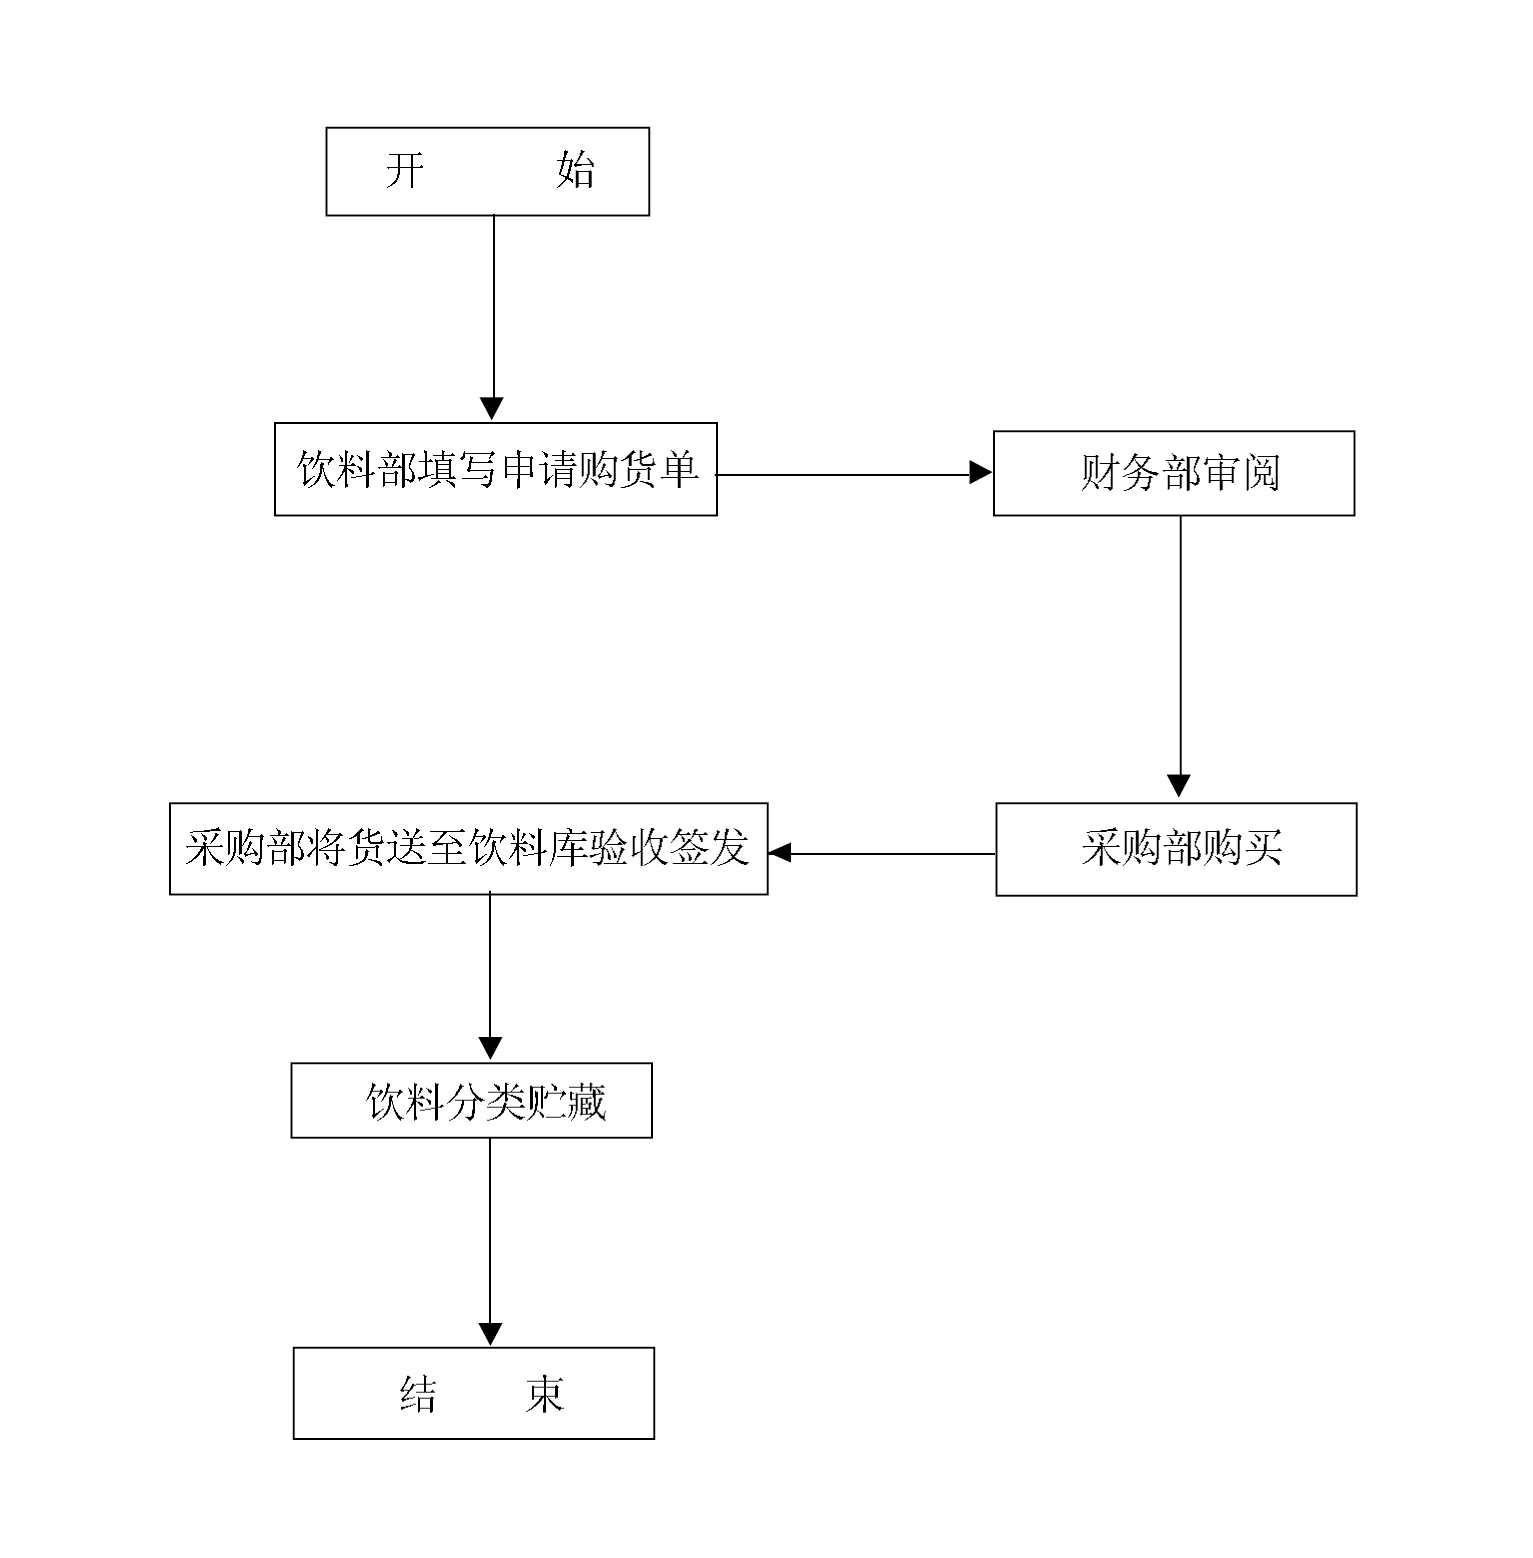 开 始
饮料部填写申请购货单
财务部审阅
采购部购买
采购部将货送至饮料库验收签发
饮料分类贮藏
结 束